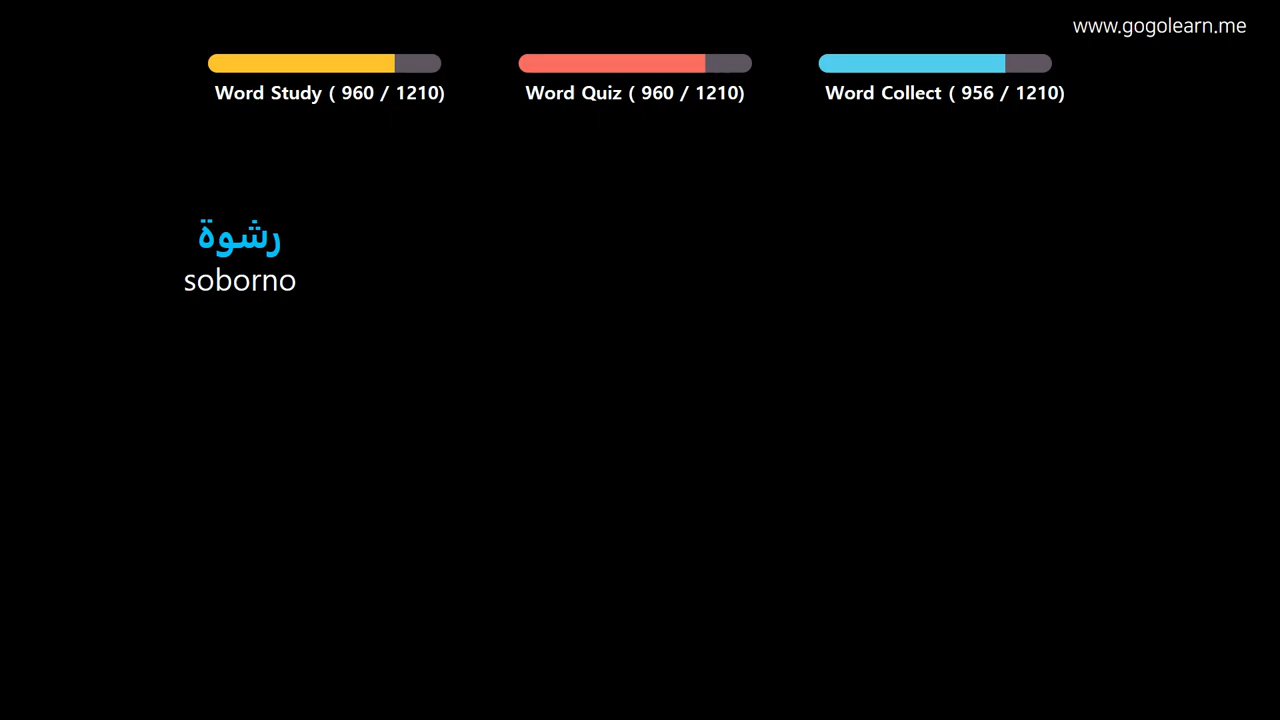 www.gogolearn.me
Word Study ( 960 / 1210)
Word Quiz ( 960 / 1210)
Word Collect ( 956 / 1210)
رشوة
soborno